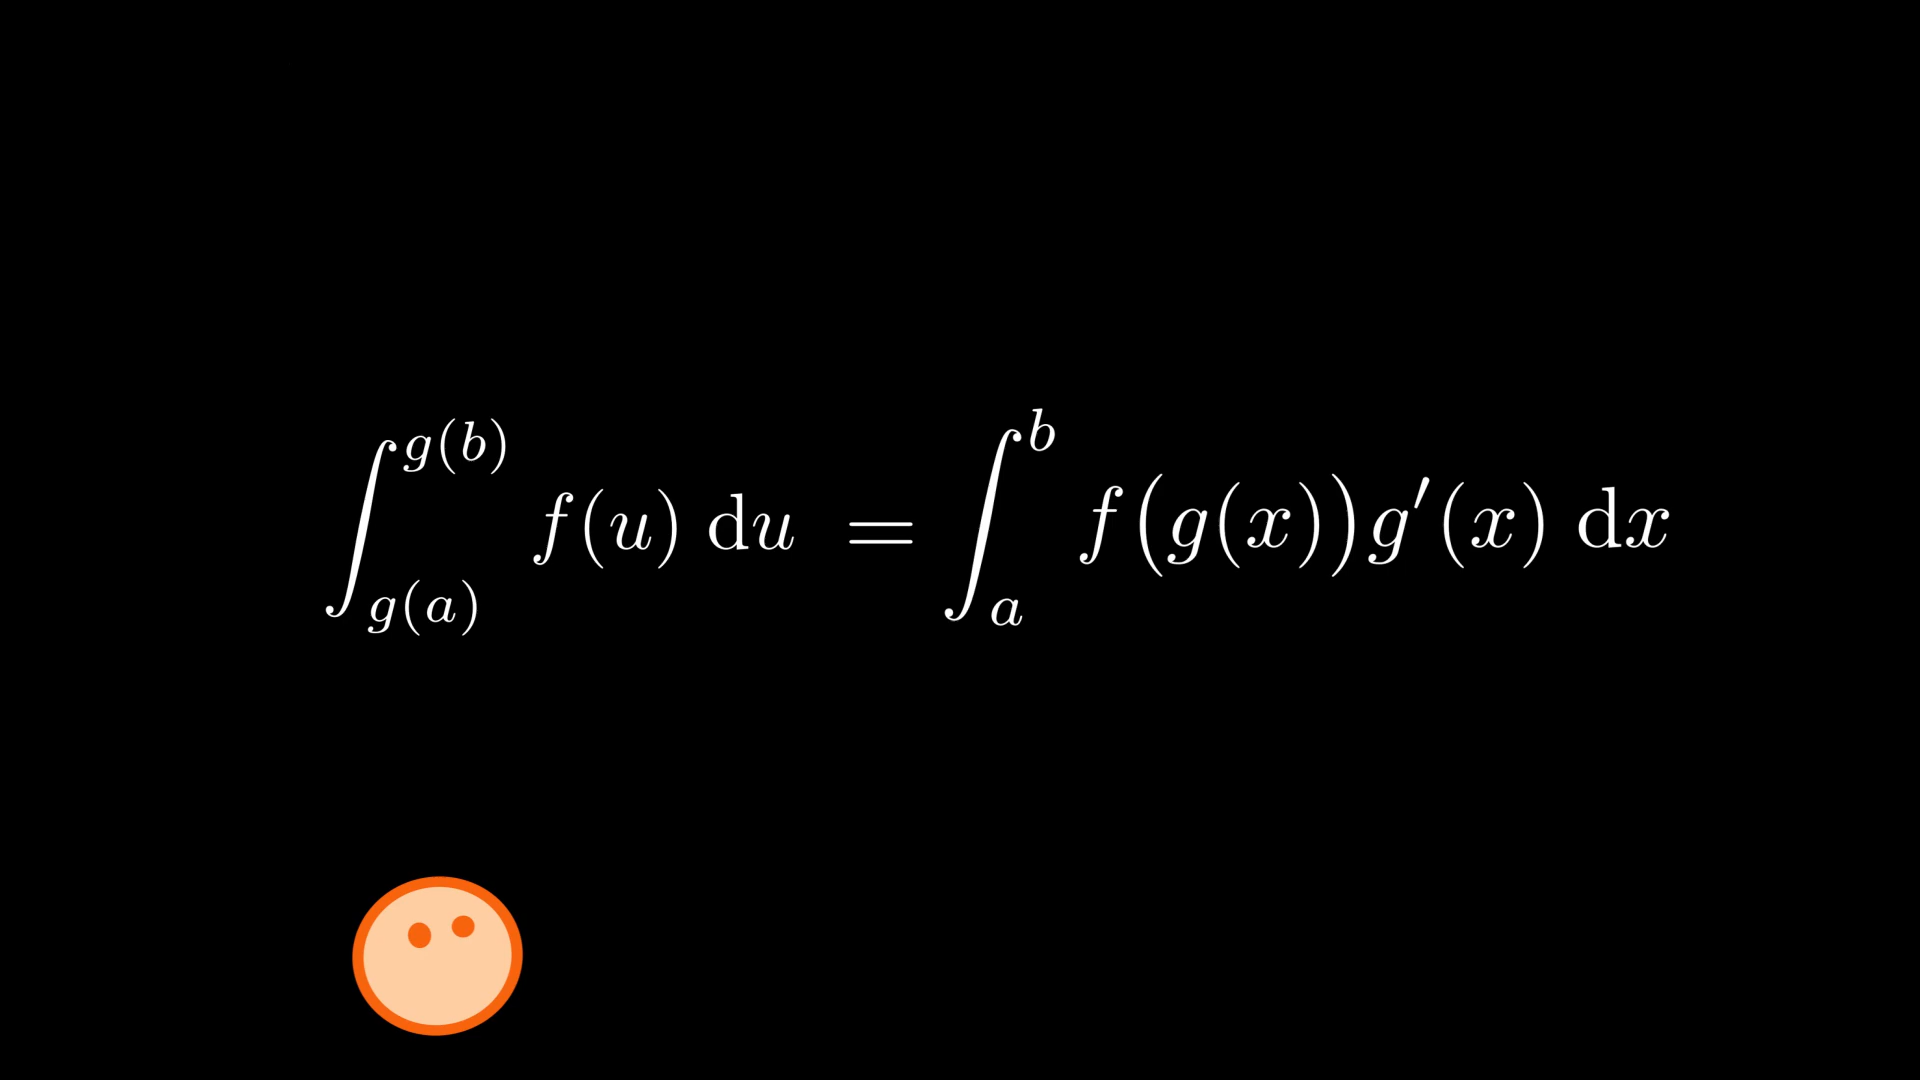 ∫_{g(a)}^{g(b)} f(u) du = ∫_a^b f(g(x))g′(x) dx